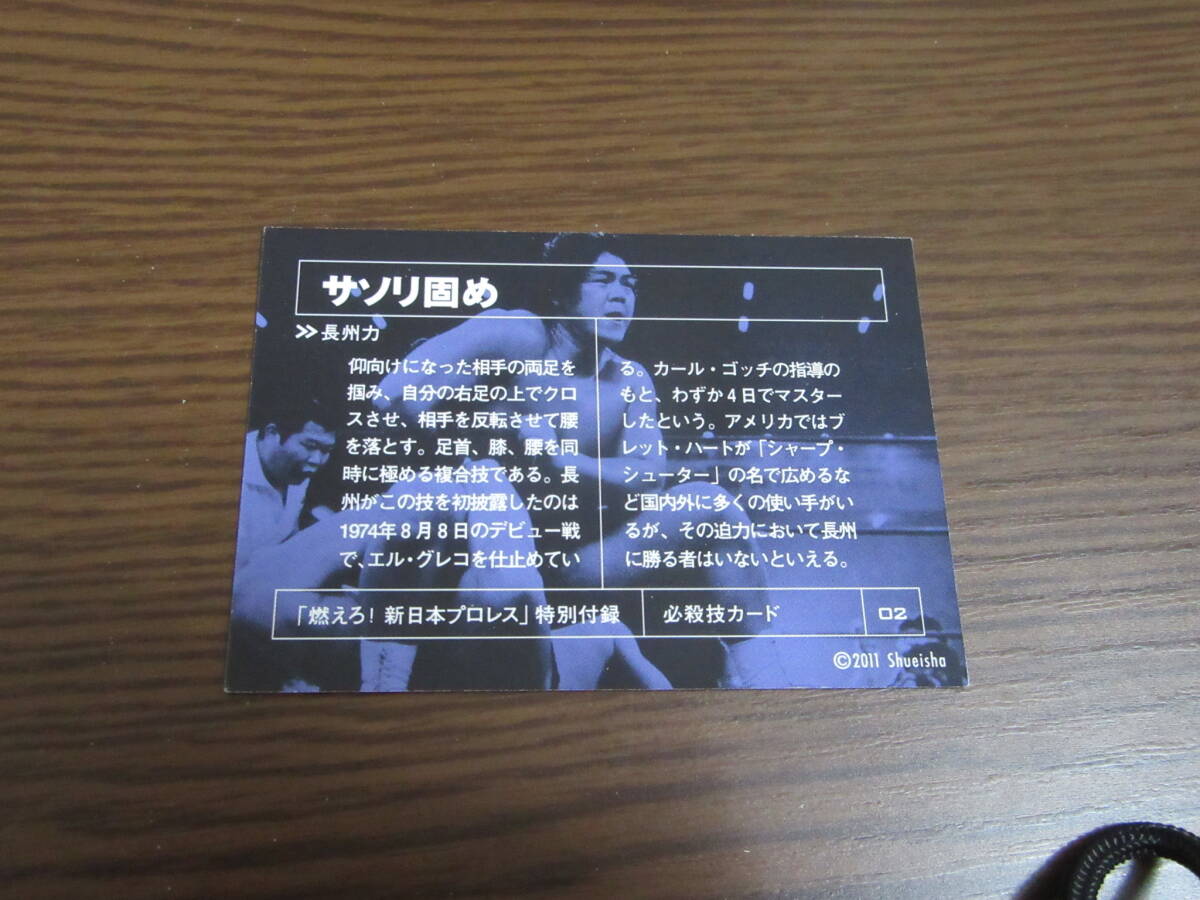 サソリ固め
≫長州力
仰向けになった相手の両足を
掴み、自分の右足の上でクロ
スさせ、相手を反転させて腰
を落とす。足首、膝、腰を同
時に極める複合技である。長
州がこの技を初披露したのは
1974年8月8日のデビュー戦
で、エル・グレコを仕止めてい
る。カール・ゴッチの指導の
もと、わずか4日でマスター
したという。アメリカではブ
レット・ハートが「シャープ・
シューター」の名で広めるな
ど国内外に多くの使い手がい
るが、その迫力において長州
に勝る者はいないといえる。
「燃えろ！新日本プロレス」特別付録
必殺技カード
02
©2011 Shueisha